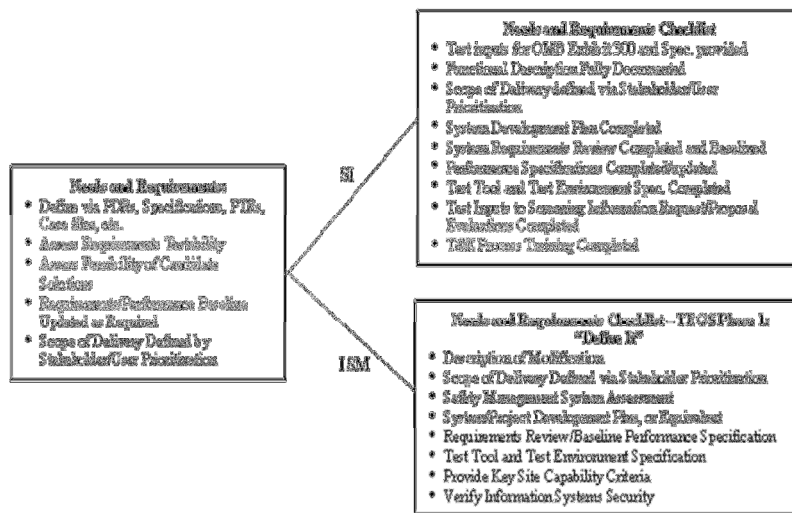 Needs and Requirements
• Define via PDRs, Specifications, PTRs,
Case files, etc.
• Assess Requirements Testability
• Assess Feasibility of Candidate
Solutions
• Requirements/Performance Baseline
Updated as Required
• Scope of Delivery Defined by
Stakeholder/User Prioritization
SI
ISM
Needs and Requirements Checklist
• Test inputs for OMB Exhibit 300 and Spec. provided
• Functional Description Fully Documented
• Scope of Delivery defined via Stakeholder/User
Prioritization
• System Development Plan Completed
• System Requirements Review Completed and Baselined
• Performance Specifications Completed/updated
• Test Tool and Test Environment Spec. Completed
• Test Inputs to Screening Information Request/Proposal
Evaluations Completed
• T&E Process Training Completed
Needs and Requirements Checklist – Phase 1:
"Define It"
• Description of Modification
• Scope of Delivery Defined via Stakeholder Prioritization
• Safety Management System Assessment
• System/Project Development Plan, or Equivalent
• Requirements Review/Baseline Performance Specification
• Test Tool and Test Environment Specification
• Provide Key Site Capability Criteria
• Verify Information Systems Security